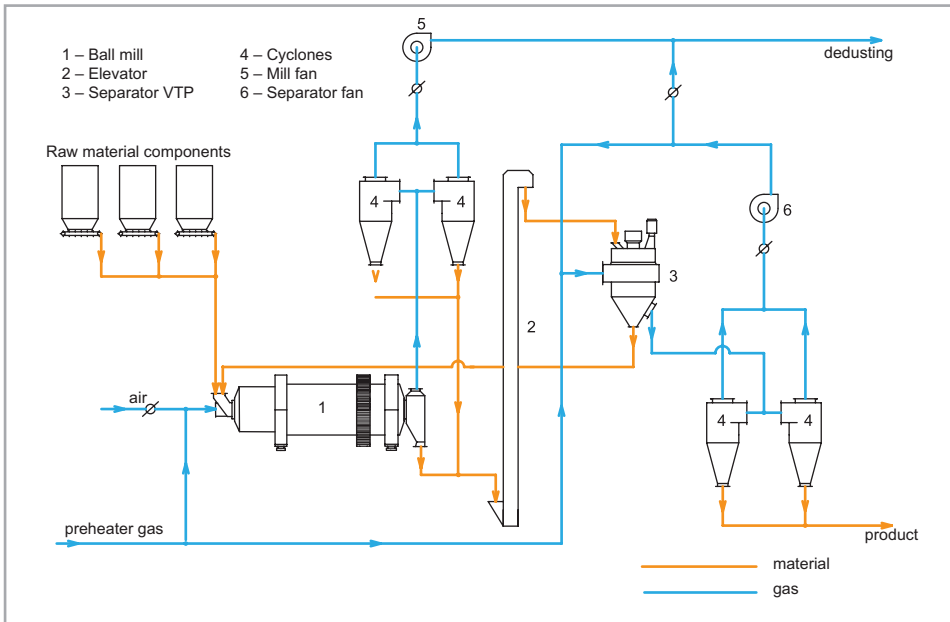 5
dedusting
1 – Ball mill
2 – Elevator
3 – Separator VTP
4 – Cyclones
5 – Mill fan
6 – Separator fan
Raw material components
4
4
6
3
2
air
1
4
4
preheater gas
product
material
gas